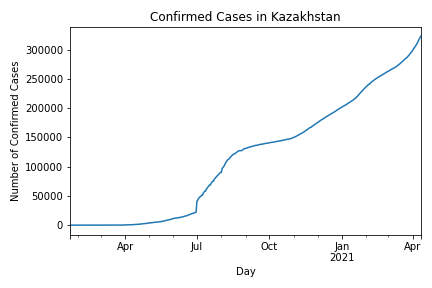 Confirmed Cases in Kazakhstan
Number of Confirmed Cases
300000
250000
200000
150000
100000
50000
0
Apr
Jul
Oct
Jan
2021
Apr
Day